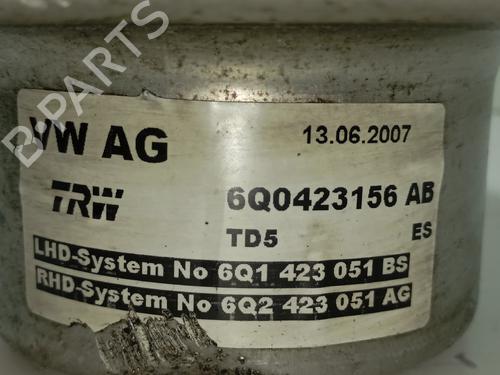 B-PARTS
VW AG 13.06.2007
TRW 6Q0423156 AB
TD5 ES
LHD-System No 6Q1 423 051 BS
RHD-System No 6Q2 423 051 AG